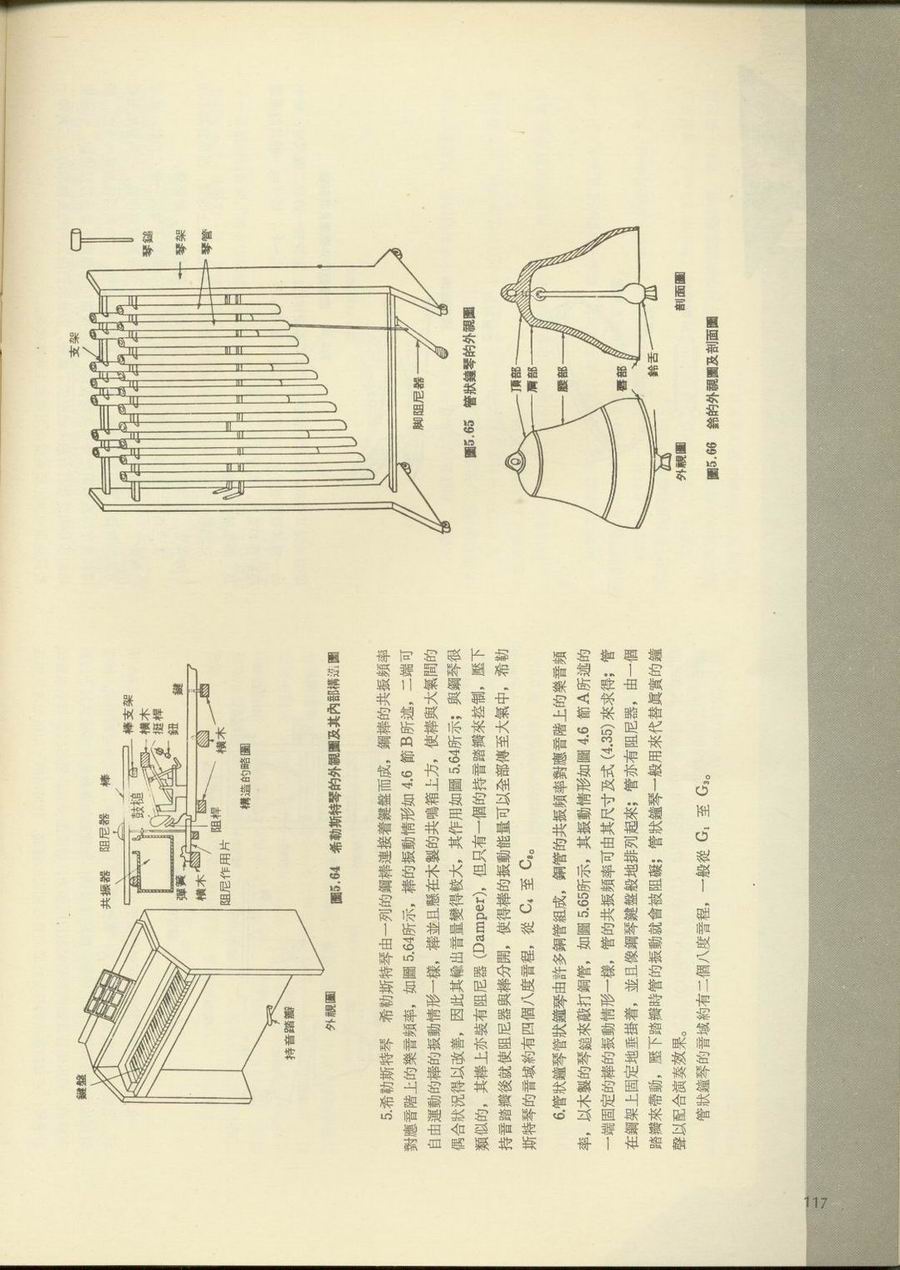 鍵盤
持音踏瓣
外視圖
共振器
阻尼器
棒
鼓槌
棒支架
橫木
挺桿
鈕
鍵
彈簧
橫木
阻尼作用片
阻桿
橫木
構造的略圖
圖5.64 希勒斯特琴的外視圖及其內部構造圖
支架
琴鎚
琴架
琴管
脚阻尼器
圖5.65 管狀鐘琴的外視圖
頂部
肩部
腰部
唇部
鈴舌
外視圖
剖面圖
圖5.66 鈴的外視圖及剖面圖
5.希勒斯特琴 希勒斯特琴由一列的鋼棒連接着鍵盤而成，鋼棒的共振頻率
對應音階上的樂音頻率，如圖 5.64所示，棒的振動情形如 4.6 節 B所述，二端可
自由運動的棒的振動情形一樣，棒並且懸在木製的共鳴箱上方，使棒與大氣間的
偶合狀況得以改善，因此其輸出音量變得較大，其作用如圖 5.64所示；與鋼琴很
類似的，其棒上亦裝有阻尼器 (Damper)，但只有一個的持音踏瓣來控制，壓下
持音踏瓣後就使阻尼器與棒分開，使得棒的振動能量可以全部傳至大氣中，希勒
斯特琴的音域約有四個八度音程，從 C₄ 至 C₈。
6.管狀鐘琴管狀鐘琴由許多銅管組成，銅管的共振頻率對應音階上的樂音頻
率，以木製的琴鎚來敲打銅管，如圖 5.65所示，其振動情形如圖 4.6 節 A所述的
一端固定的棒的振動情形一樣，管的共振頻率可由其尺寸及式 (4.35) 來求得；管
在鋼架上固定地垂掛着，並且像鋼琴鍵盤般地排列起來；管亦有阻尼器，由一個
踏瓣來帶動，壓下踏瓣時管的振動就會被阻礙；管狀鐘琴一般用來代替眞實的鐘
聲以配合演奏效果。
管狀鐘琴的音域約有二個八度音程，一般從 G₁ 至 G₃。
117